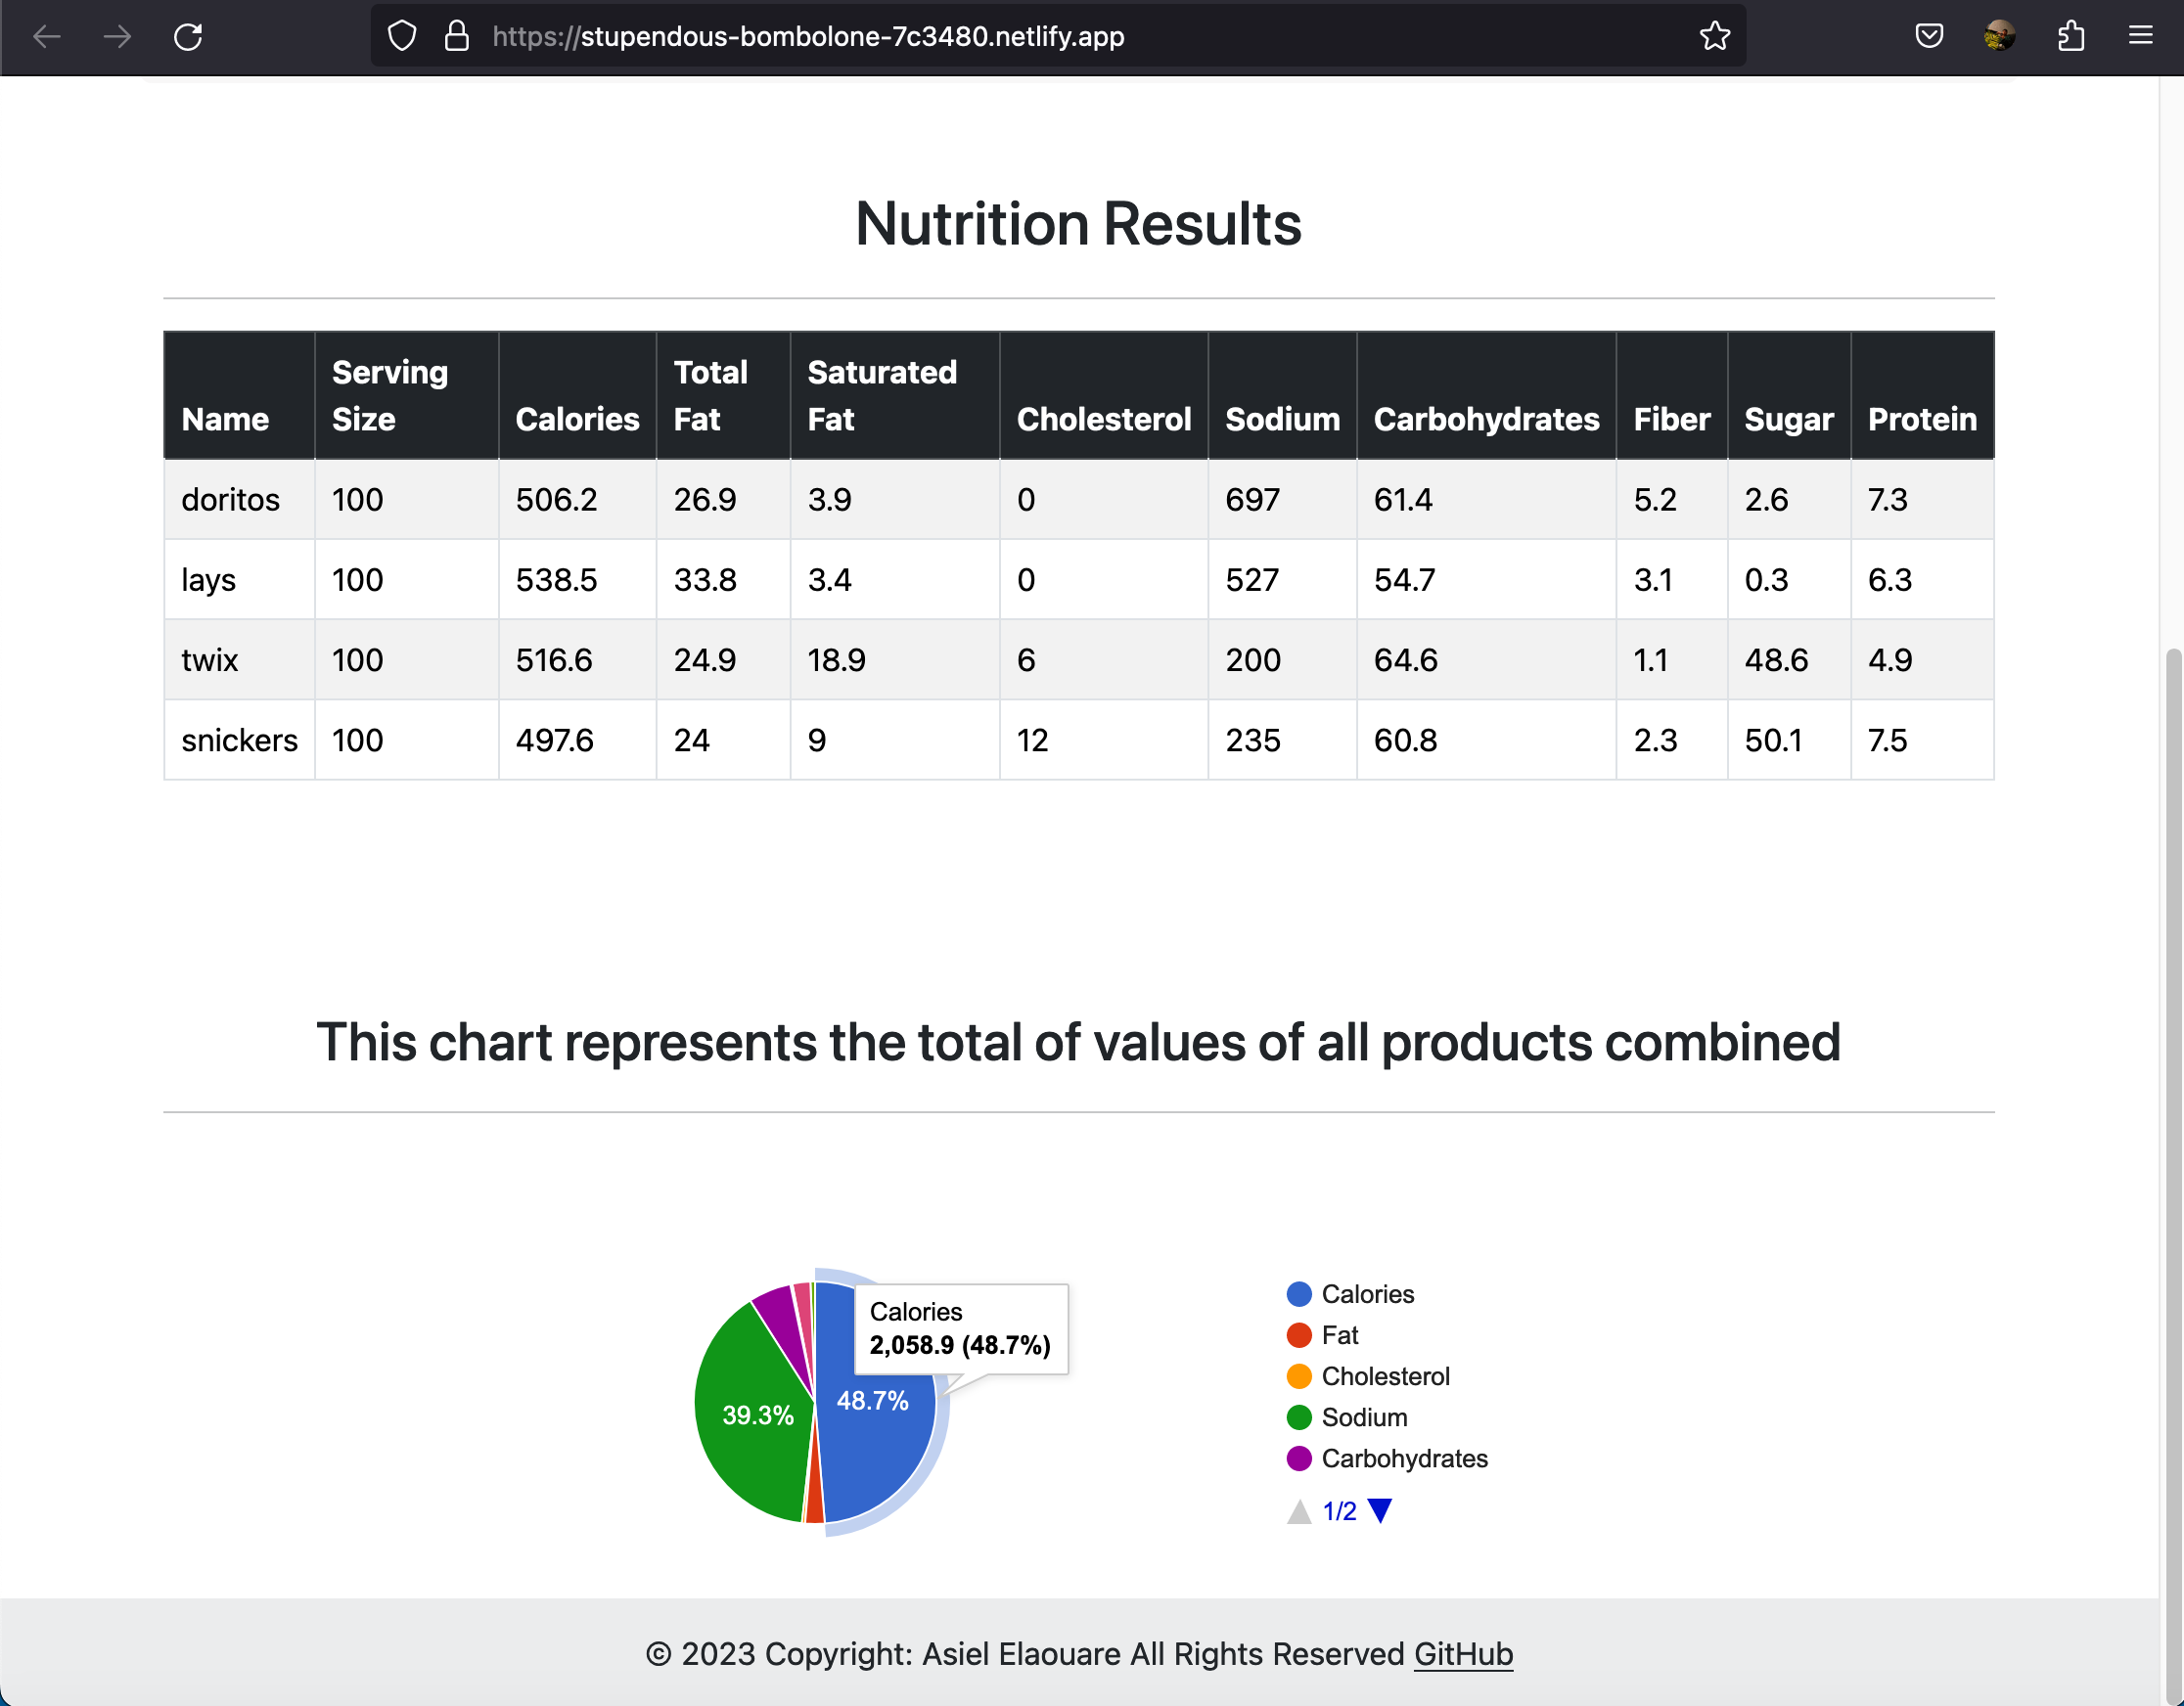 https://stupendous-bombolone-7c3480.netlify.app
Nutrition Results
Name Serving Size Calories Total Fat Saturated Fat Cholesterol Sodium Carbohydrates Fiber Sugar Protein
doritos 100 506.2 26.9 3.9 0 697 61.4 5.2 2.6 7.3
lays 100 538.5 33.8 3.4 0 527 54.7 3.1 0.3 6.3
twix 100 516.6 24.9 18.9 6 200 64.6 1.1 48.6 4.9
snickers 100 497.6 24 9 12 235 60.8 2.3 50.1 7.5
This chart represents the total of values of all products combined
Calories
2,058.9 (48.7%)
48.7%
39.3%
Calories
Fat
Cholesterol
Sodium
Carbohydrates
1/2
© 2023 Copyright: Asiel Elaouare All Rights Reserved GitHub